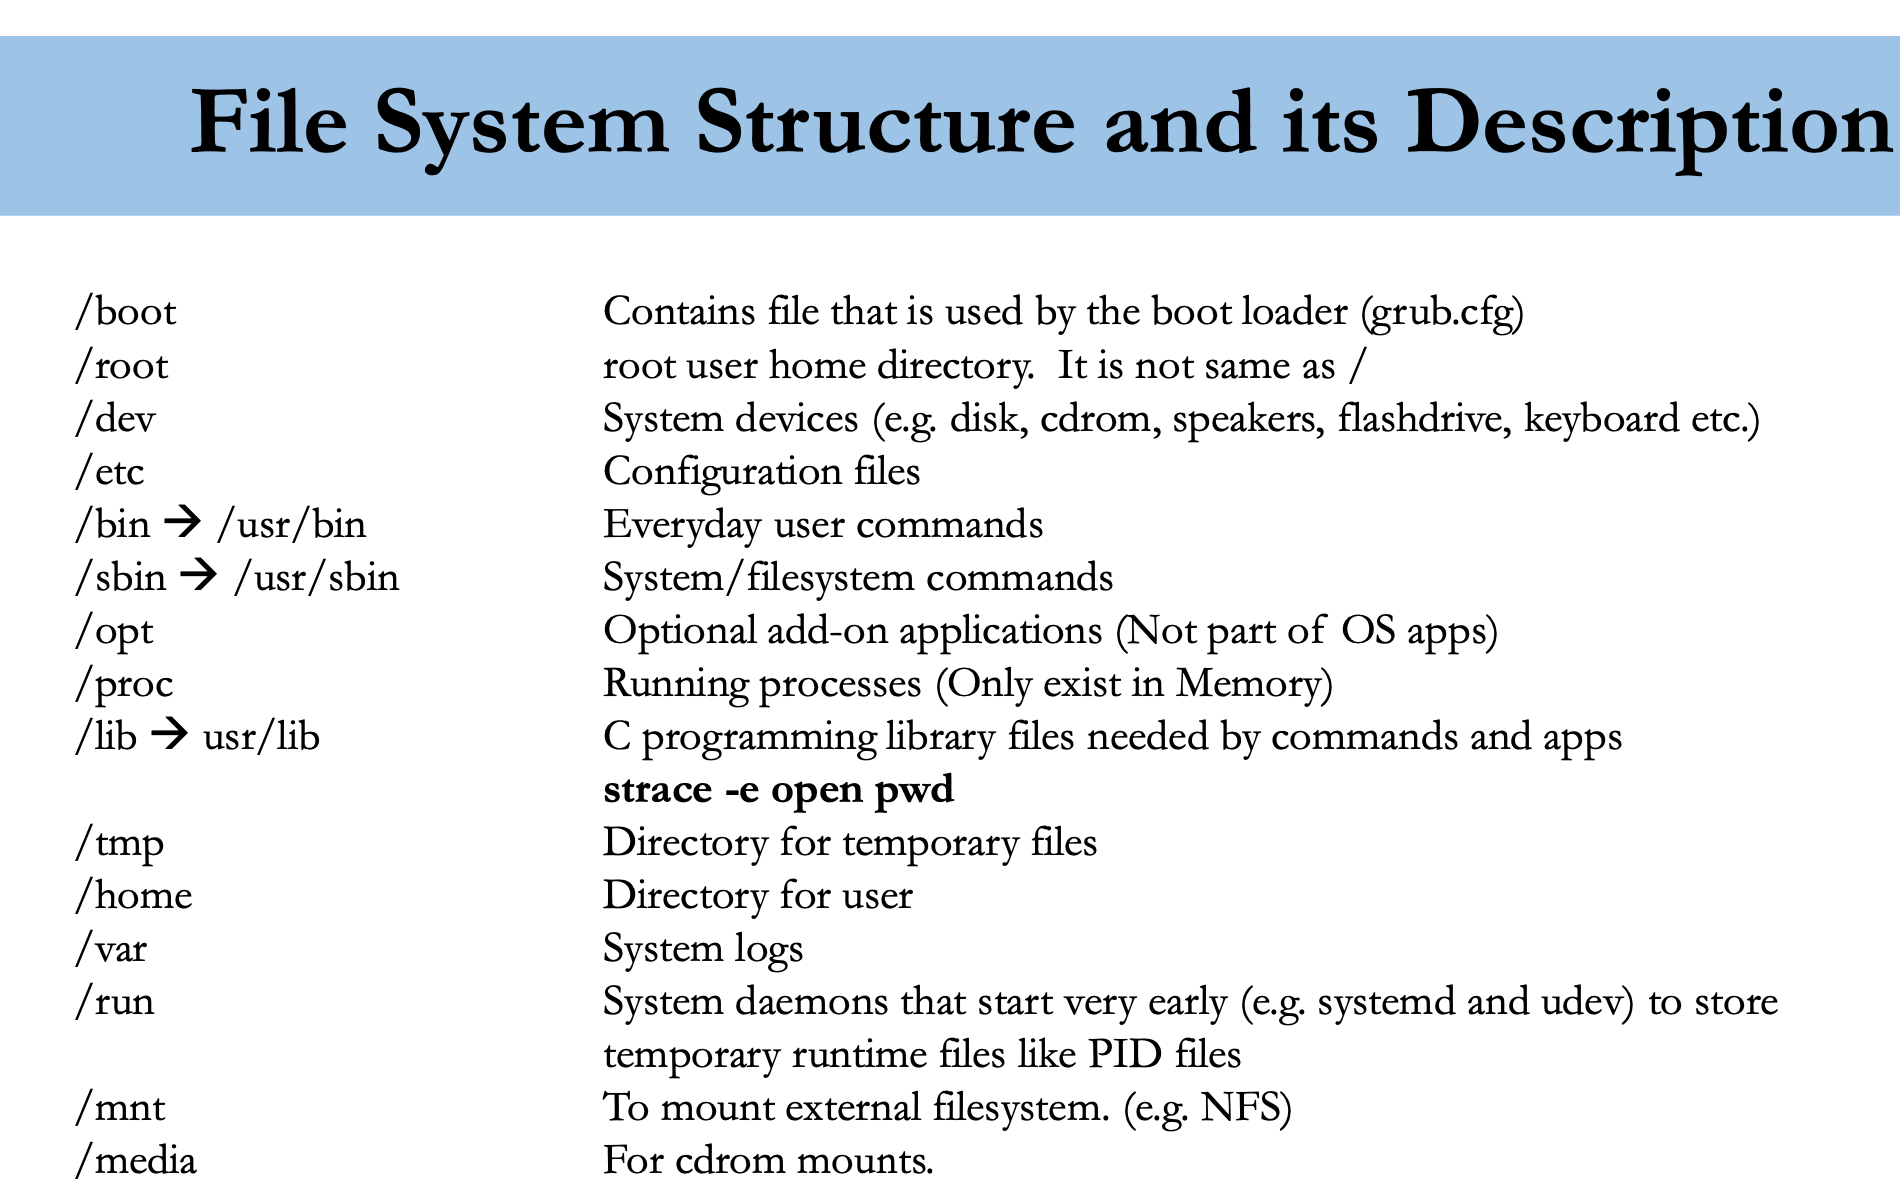 File System Structure and its Description
/boot Contains file that is used by the boot loader (grub.cfg)
/root root user home directory.  It is not same as /
/dev System devices (e.g. disk, cdrom, speakers, flashdrive, keyboard etc.)
/etc Configuration files
/bin → /usr/bin Everyday user commands
/sbin → /usr/sbin System/filesystem commands
/opt Optional add-on applications (Not part of OS apps)
/proc Running processes (Only exist in Memory)
/lib → usr/lib C programming library files needed by commands and apps
strace -e open pwd
/tmp Directory for temporary files
/home Directory for user
/var System logs
/run System daemons that start very early (e.g. systemd and udev) to store
temporary runtime files like PID files
/mnt To mount external filesystem. (e.g. NFS)
/media For cdrom mounts.